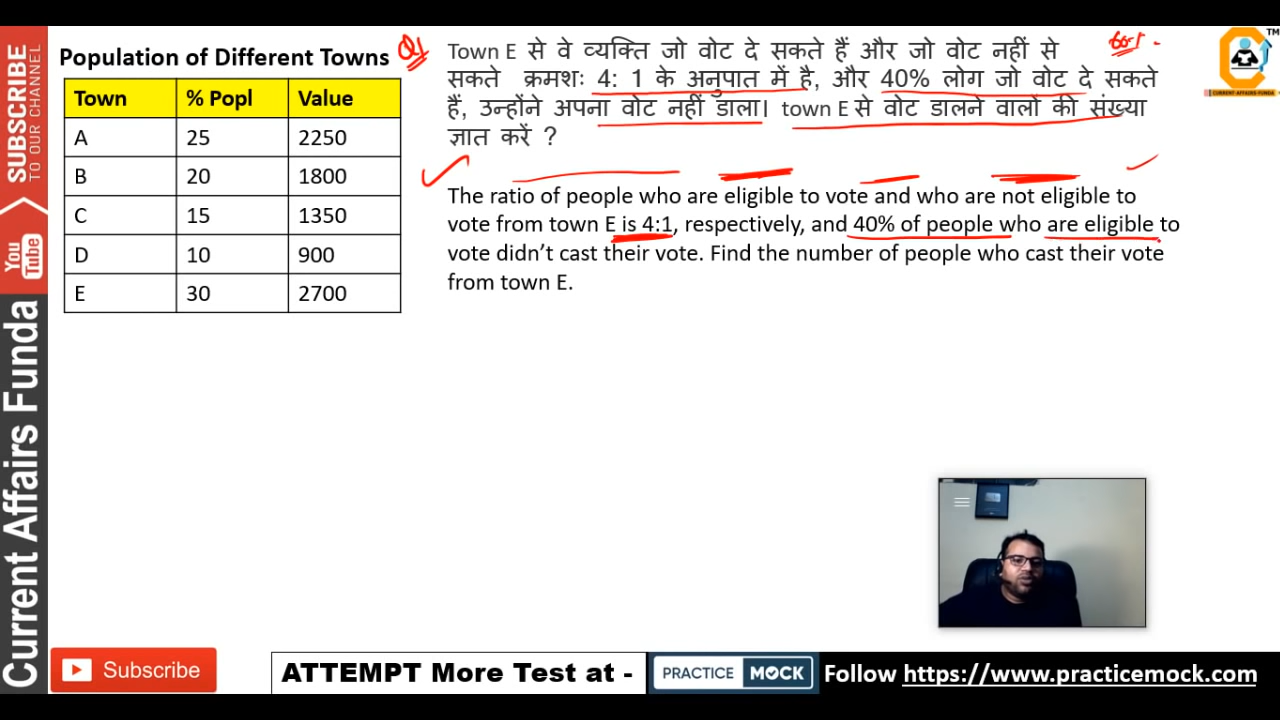 SUBSCRIBE
TO OUR CHANNEL
You
Tube
Current Affairs Funda
Population of Different Towns
Town % Popl Value
A 25 2250
B 20 1800
C 15 1350
D 10 900
E 30 2700
Town E से वे व्यक्ति जो वोट दे सकते हैं और जो वोट नहीं से
सकते क्रमशः 4: 1 के अनुपात में है, और 40% लोग जो वोट दे सकते
हैं, उन्होंने अपना वोट नहीं डाला। town E से वोट डालने वालों की संख्या
ज्ञात करें ?
The ratio of people who are eligible to vote and who are not eligible to
vote from town E is 4:1, respectively, and 40% of people who are eligible to
vote didn’t cast their vote. Find the number of people who cast their vote
from town E.
TM
CURRENT-AFFAIRS-FUNDA
Subscribe
ATTEMPT More Test at -
PRACTICE MOCK
Follow https://www.practicemock.com